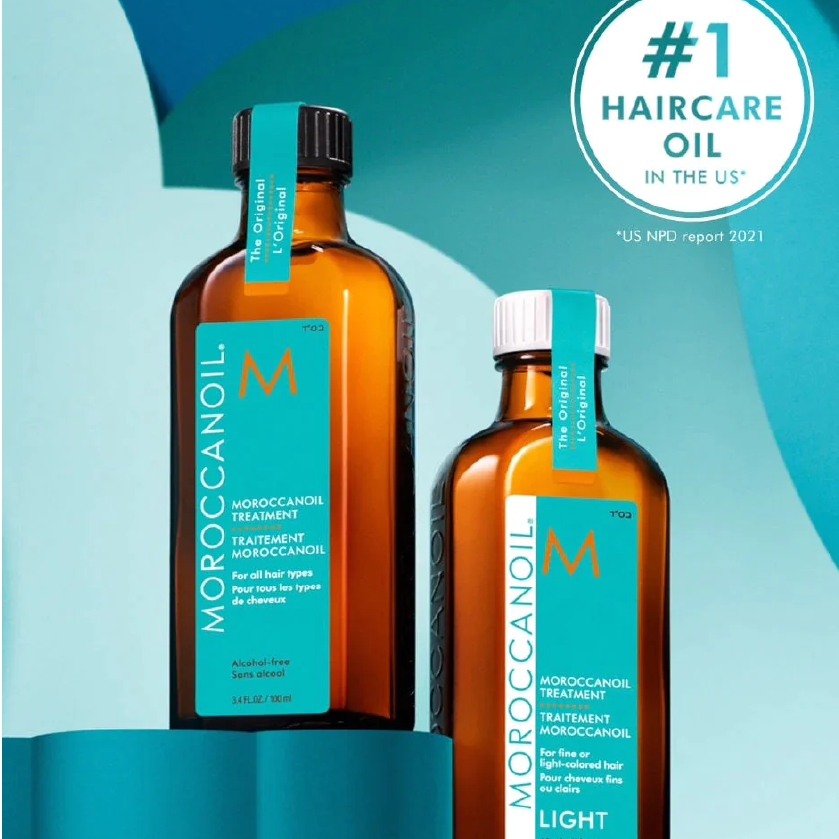 #1
HAIRCARE
OIL
IN THE US*
*US NPD report 2021
The Original
L'Original
בס"ד
M
MOROCCANOIL®
MOROCCANOIL
TREATMENT
TRAITEMENT
MOROCCANOIL
For all hair types
Pour tous les types
de cheveux
Alcohol-free
Sans alcool
3.4 FL.OZ. / 100 ml
The Original
L'Original
בס"ד
M
MOROCCANOIL®
MOROCCANOIL
TREATMENT
TRAITEMENT
MOROCCANOIL
For fine or
light-colored hair
Pour cheveux fins
ou clairs
LIGHT